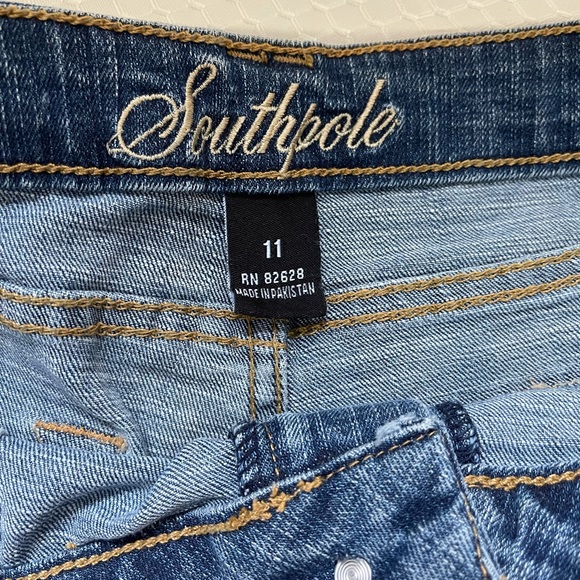 Southpole
11
RN 82628
MADE IN PAKISTAN